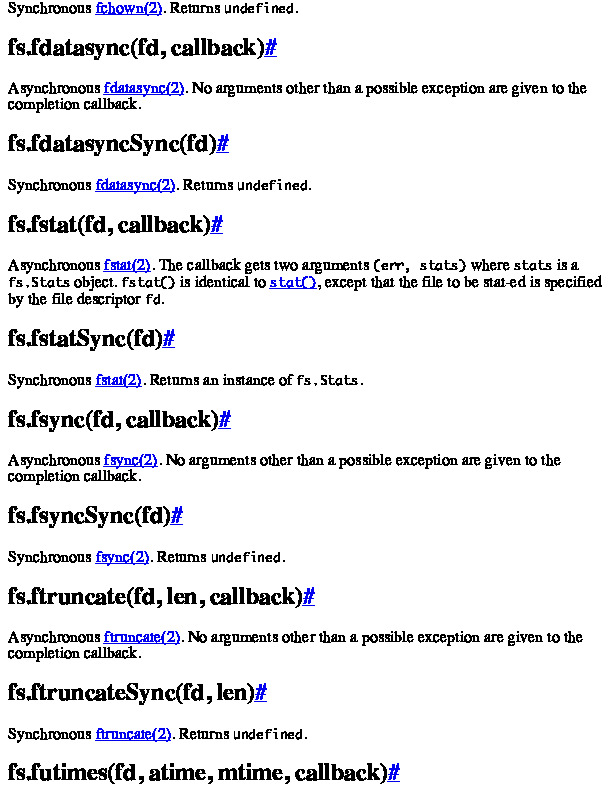 Synchronous fchown(2). Returns undefined.
fs.fdatasync(fd, callback)#
Asynchronous fdatasync(2). No arguments other than a possible exception are given to the
completion callback.
fs.fdatasyncSync(fd)#
Synchronous fdatasync(2). Returns undefined.
fs.fstat(fd, callback)#
Asynchronous fstat(2). The callback gets two arguments (err, stats) where stats is a
fs.Stats object. fstat() is identical to stat(), except that the file to be stat-ed is specified
by the file descriptor fd.
fs.fstatSync(fd)#
Synchronous fstat(2). Returns an instance of fs.Stats.
fs.fsync(fd, callback)#
Asynchronous fsync(2). No arguments other than a possible exception are given to the
completion callback.
fs.fsyncSync(fd)#
Synchronous fsync(2). Returns undefined.
fs.ftruncate(fd, len, callback)#
Asynchronous ftruncate(2). No arguments other than a possible exception are given to the
completion callback.
fs.ftruncateSync(fd, len)#
Synchronous ftruncate(2). Returns undefined.
fs.futimes(fd, atime, mtime, callback)#